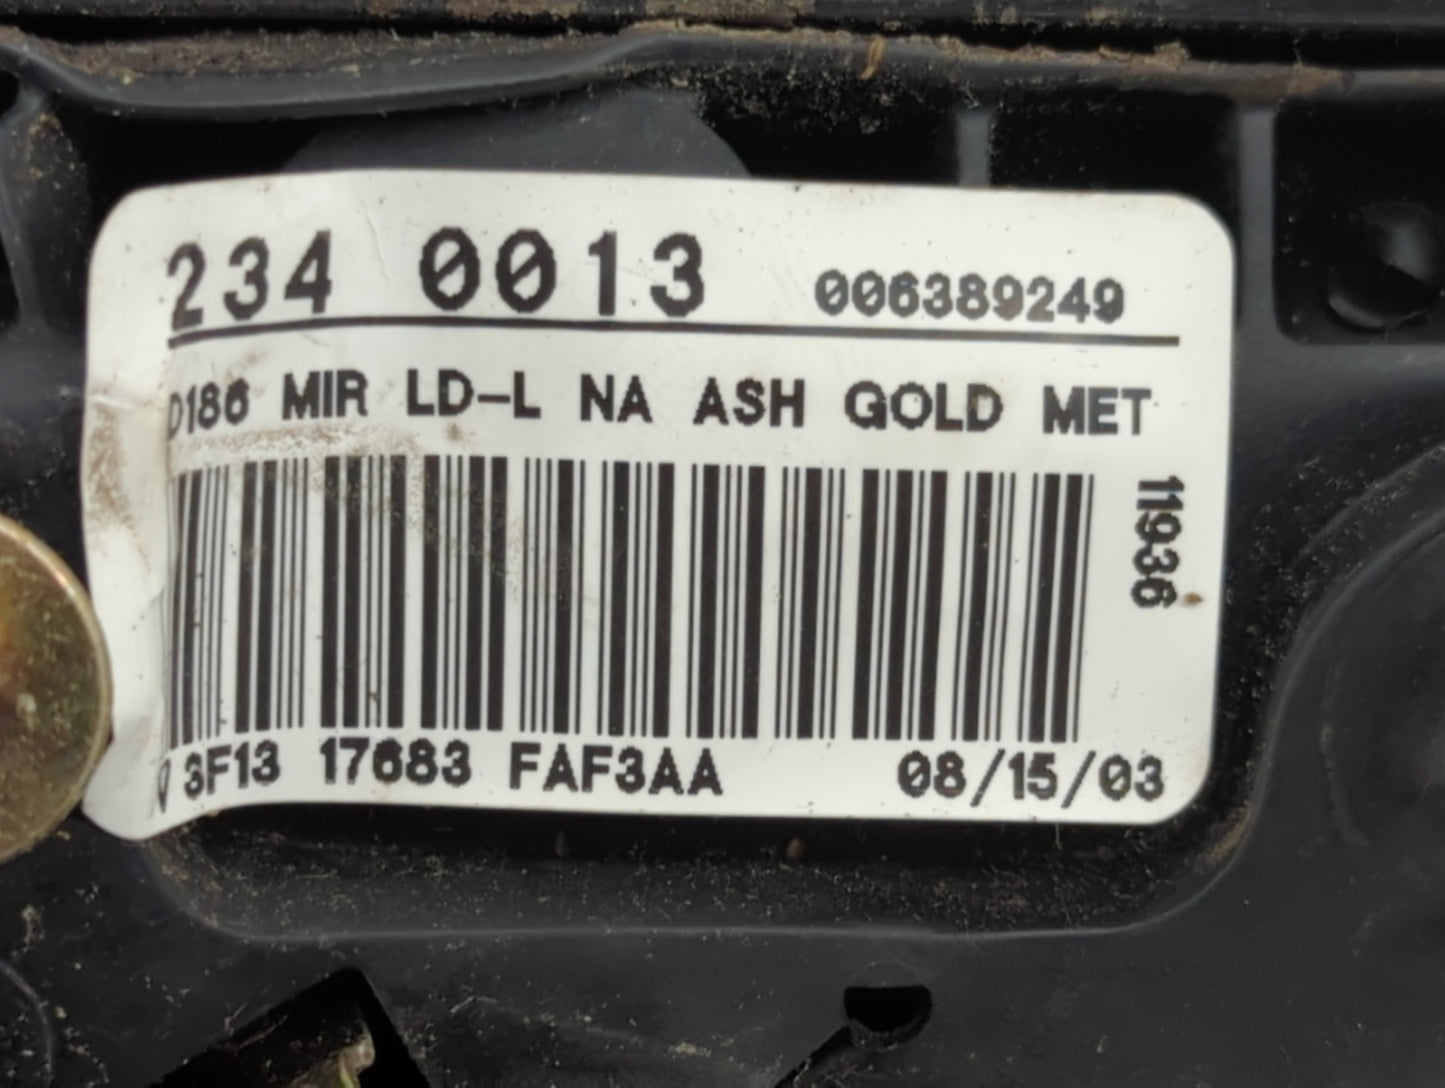 234 0013 006389249
D186 MIR LD-L NA ASH GOLD MET
11936
3F13 17683 FAF3AA 08/15/03